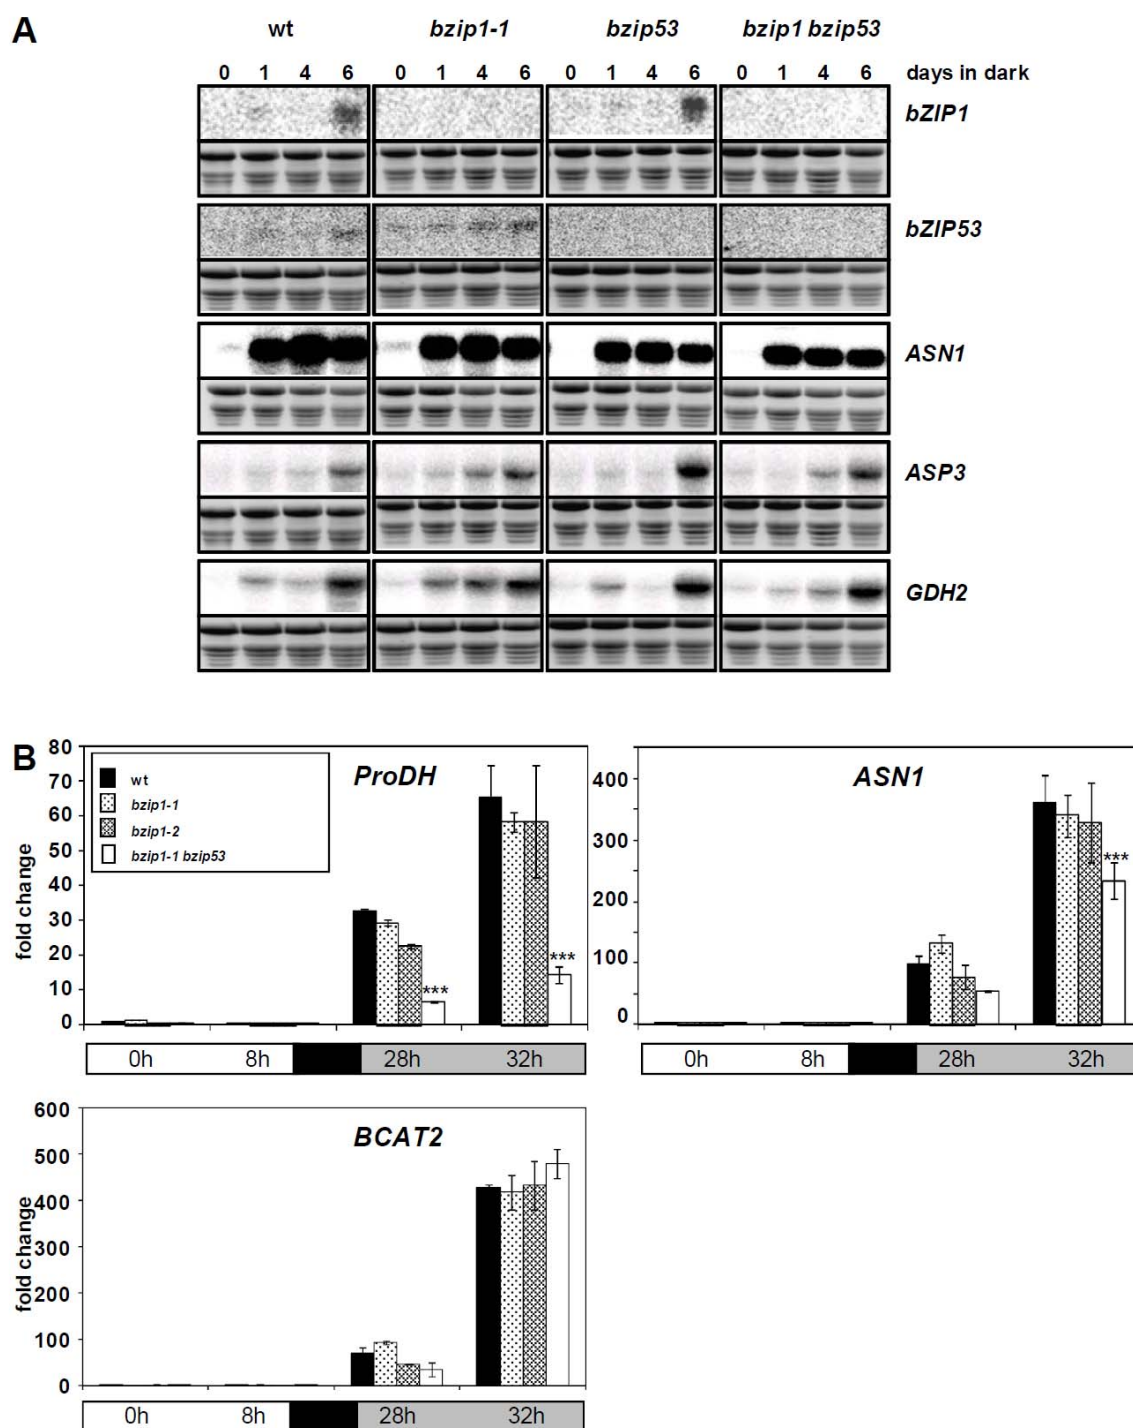 A
wt bzip1-1 bzip53 bzip1 bzip53
0 1 4 6 0 1 4 6 0 1 4 6 0 1 4 6 days in dark
bZIP1
bZIP53
ASN1
ASP3
GDH2
B
80
70
60
50
40
30
20
10
0
fold change
wt
bzip1-1
bzip1-2
bzip1-1 bzip53
ProDH
***
***
0h 8h 28h 32h
400
300
200
100
0
ASN1
***
0h 8h 28h 32h
600
500
400
300
200
100
0
fold change
BCAT2
0h 8h 28h 32h